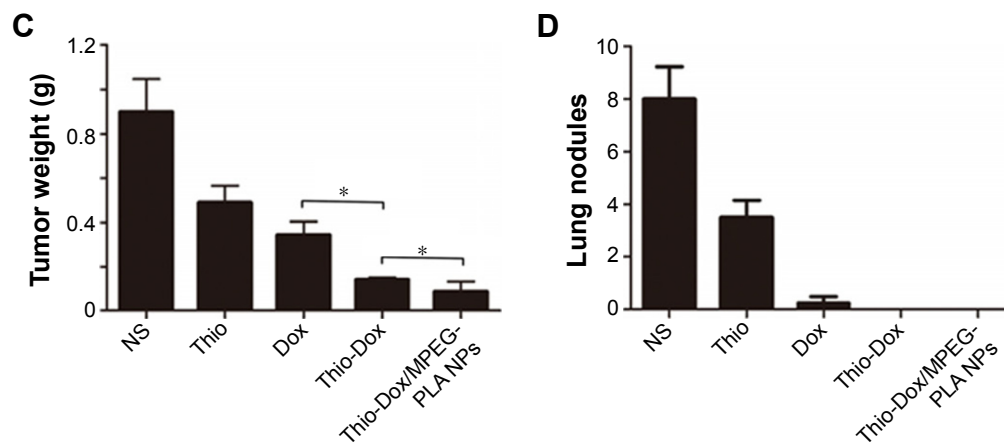 C
Tumor weight (g)
1.2
0.8
0.4
0
*
*
NS
Thio
Dox
Thio-Dox
Thio-Dox/MPEG-
PLA NPs
D
Lung nodules
10
8
6
4
2
0
NS
Thio
Dox
Thio-Dox
Thio-Dox/MPEG-
PLA NPs